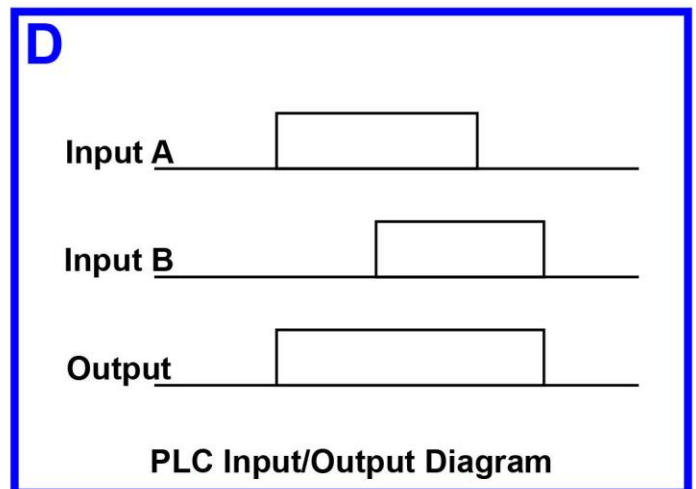 D
Input A
Input B
Output
PLC Input/Output Diagram